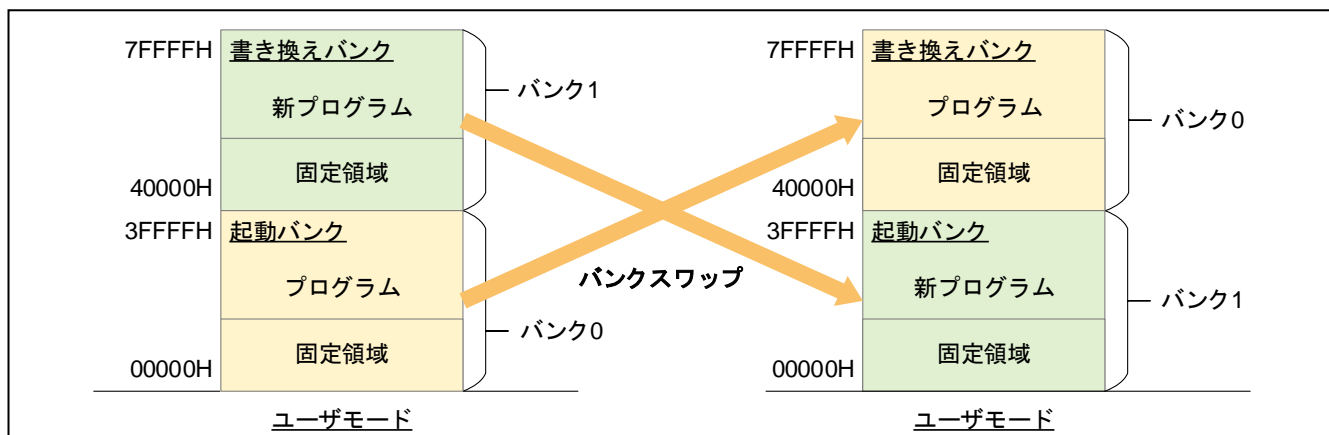 7FFFFH 書き換えバンク
新プログラム
バンク1
固定領域
40000H
3FFFFH 起動バンク
プログラム
バンク0
固定領域
00000H
ユーザモード
バンクスワップ
7FFFFH 書き換えバンク
プログラム
バンク0
固定領域
40000H
3FFFFH 起動バンク
新プログラム
バンク1
固定領域
00000H
ユーザモード